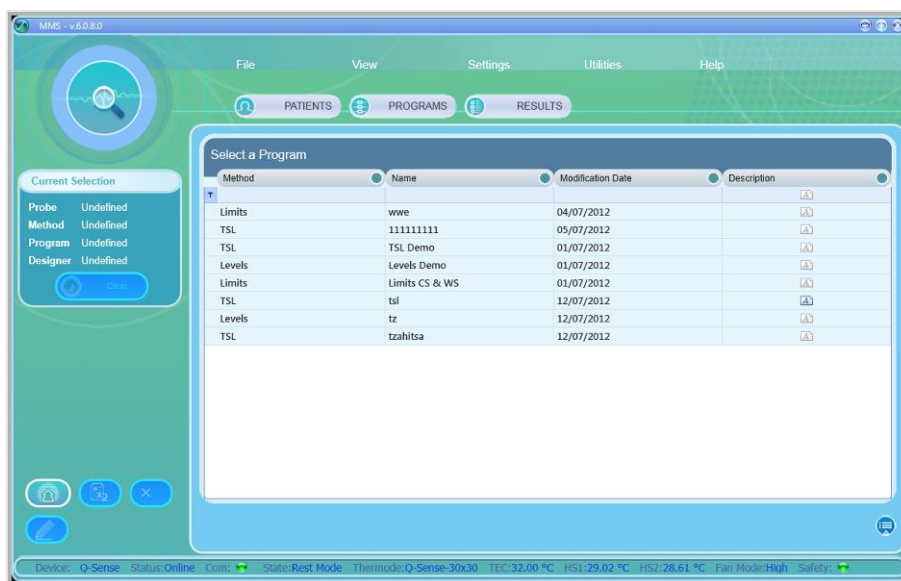 MMS - v.6.0.8.0
File View Settings Utilities Help
PATIENTS PROGRAMS RESULTS
Select a Program
Method Name Modification Date Description
Limits wwe 04/07/2012
TSL 111111111 05/07/2012
TSL TSL Demo 01/07/2012
Levels Levels Demo 01/07/2012
Limits Limits CS & WS 01/07/2012
TSL tsl 12/07/2012
Levels tz 12/07/2012
TSL tzahitsa 12/07/2012
Current Selection
Probe Undefined
Method Undefined
Program Undefined
Designer Undefined
Clear
Device: Q-Sense Status:Online Com: State:Rest Mode Thermode:Q-Sense-30x30 TEC:32.00 °C HS1:29.02 °C HS2:28.61 °C Fan Mode:High Safety: